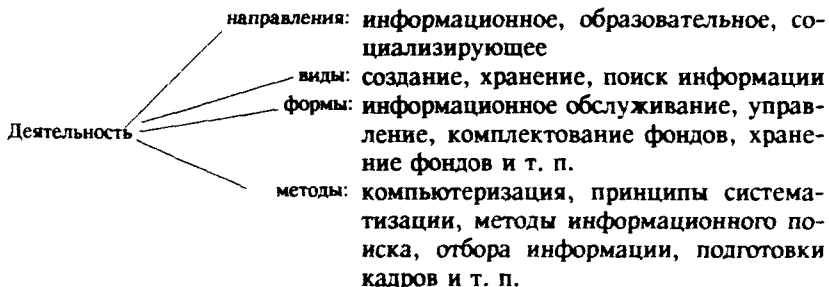 направления: информационное, образовательное, со-
циализирующее
виды: создание, хранение, поиск информации
формы: информационное обслуживание, управ-
Деятельность ление, комплектование фондов, хране-
ние фондов и т. п.
методы: компьютеризация, принципы система-
тизации, методы информационного по-
иска, отбора информации, подготовки
кадров и т. п.